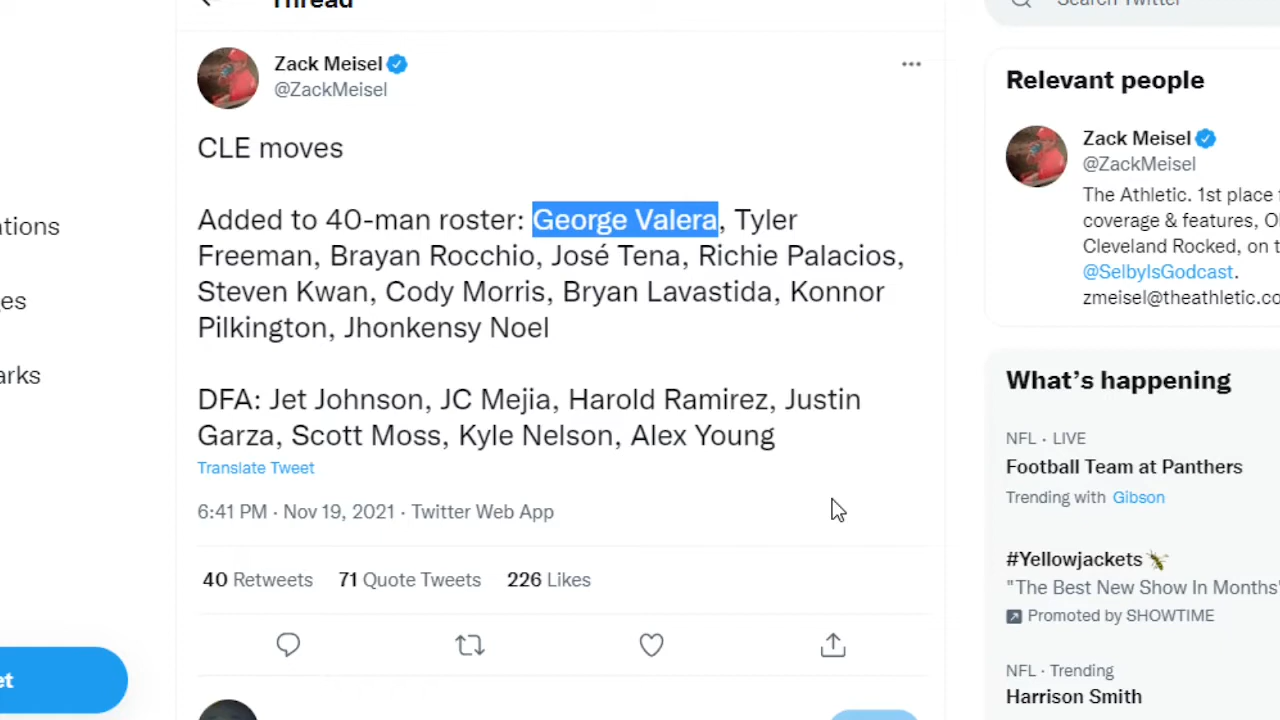 Thread
Search Twitter
Zack Meisel
@ZackMeisel
CLE moves
Added to 40-man roster: George Valera, Tyler
Freeman, Brayan Rocchio, José Tena, Richie Palacios,
Steven Kwan, Cody Morris, Bryan Lavastida, Konnor
Pilkington, Jhonkensy Noel
DFA: Jet Johnson, JC Mejia, Harold Ramirez, Justin
Garza, Scott Moss, Kyle Nelson, Alex Young
Translate Tweet
6:41 PM · Nov 19, 2021 · Twitter Web App
40 Retweets 71 Quote Tweets 226 Likes
Relevant people
Zack Meisel
@ZackMeisel
The Athletic. 1st place
coverage & features,
Cleveland Rocked, on
@SelbyIsGodcast.
zmeisel@theathletic.co
What's happening
NFL · LIVE
Football Team at Panthers
Trending with Gibson
#Yellowjackets
"The Best New Show In Months"
Promoted by SHOWTIME
NFL · Trending
Harrison Smith